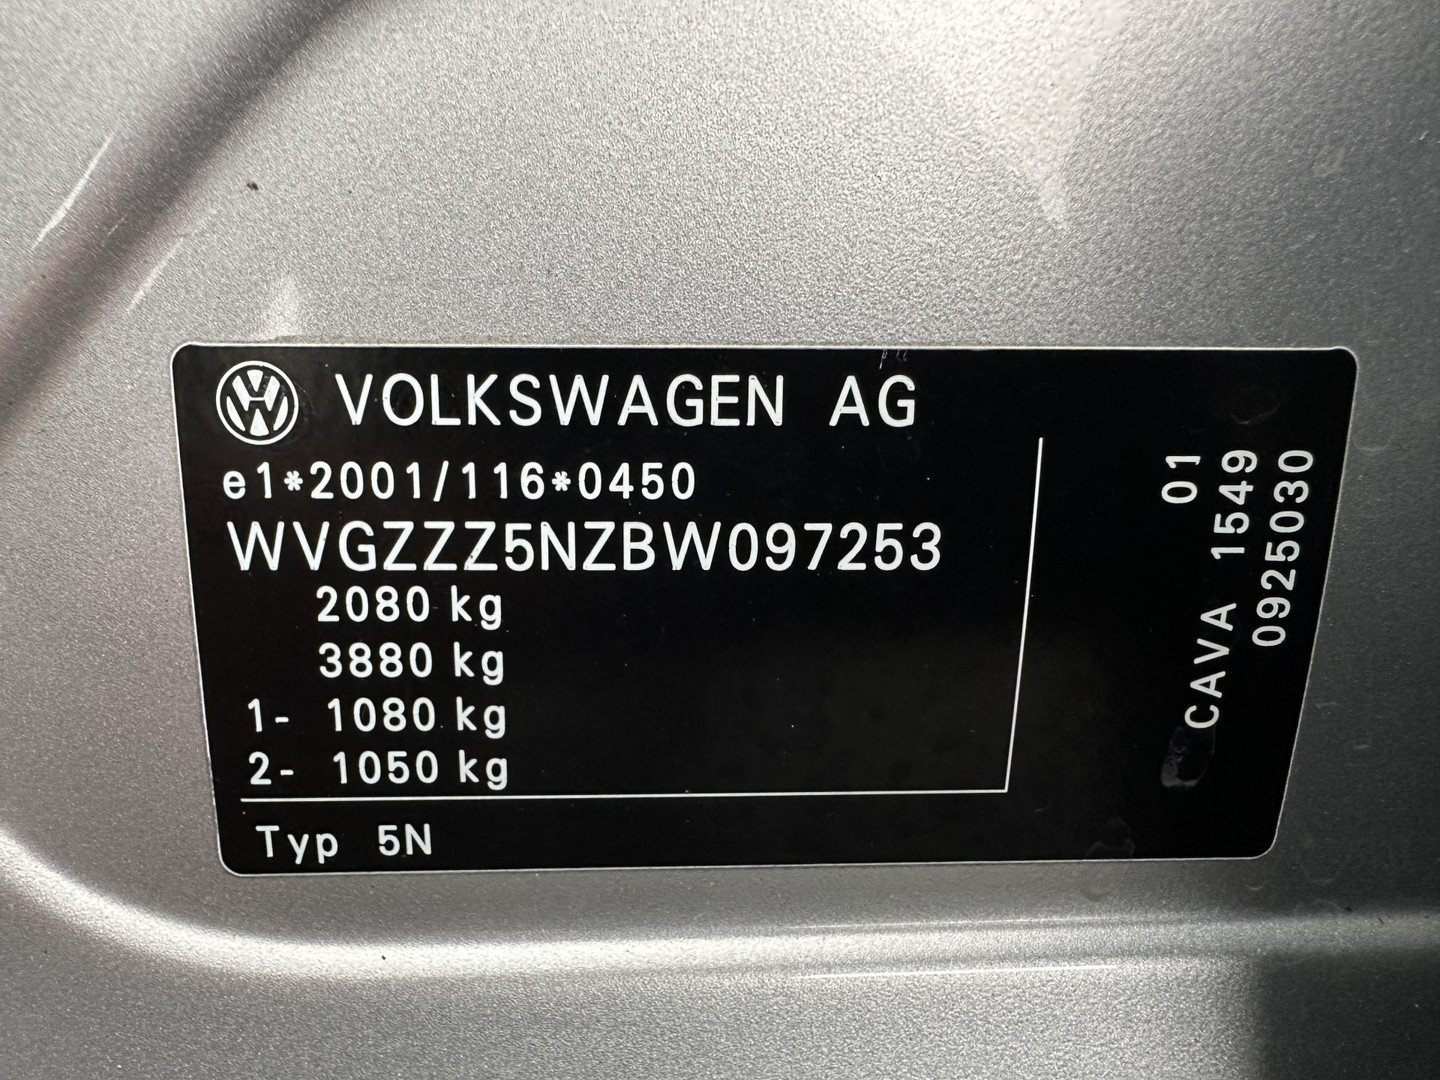 VOLKSWAGEN AG
e1*2001/116*0450
WVGZZZ5NZBW097253
2080 kg
3880 kg
1- 1080 kg
2- 1050 kg
Typ 5N
01
CAVA 1549
0925030